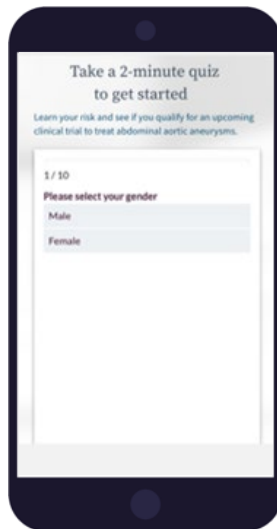 Take a 2-minute quiz
to get started
Learn your risk and see if you qualify for an upcoming
clinical trial to treat abdominal aortic aneurysms.
1 / 10
Please select your gender
Male
Female